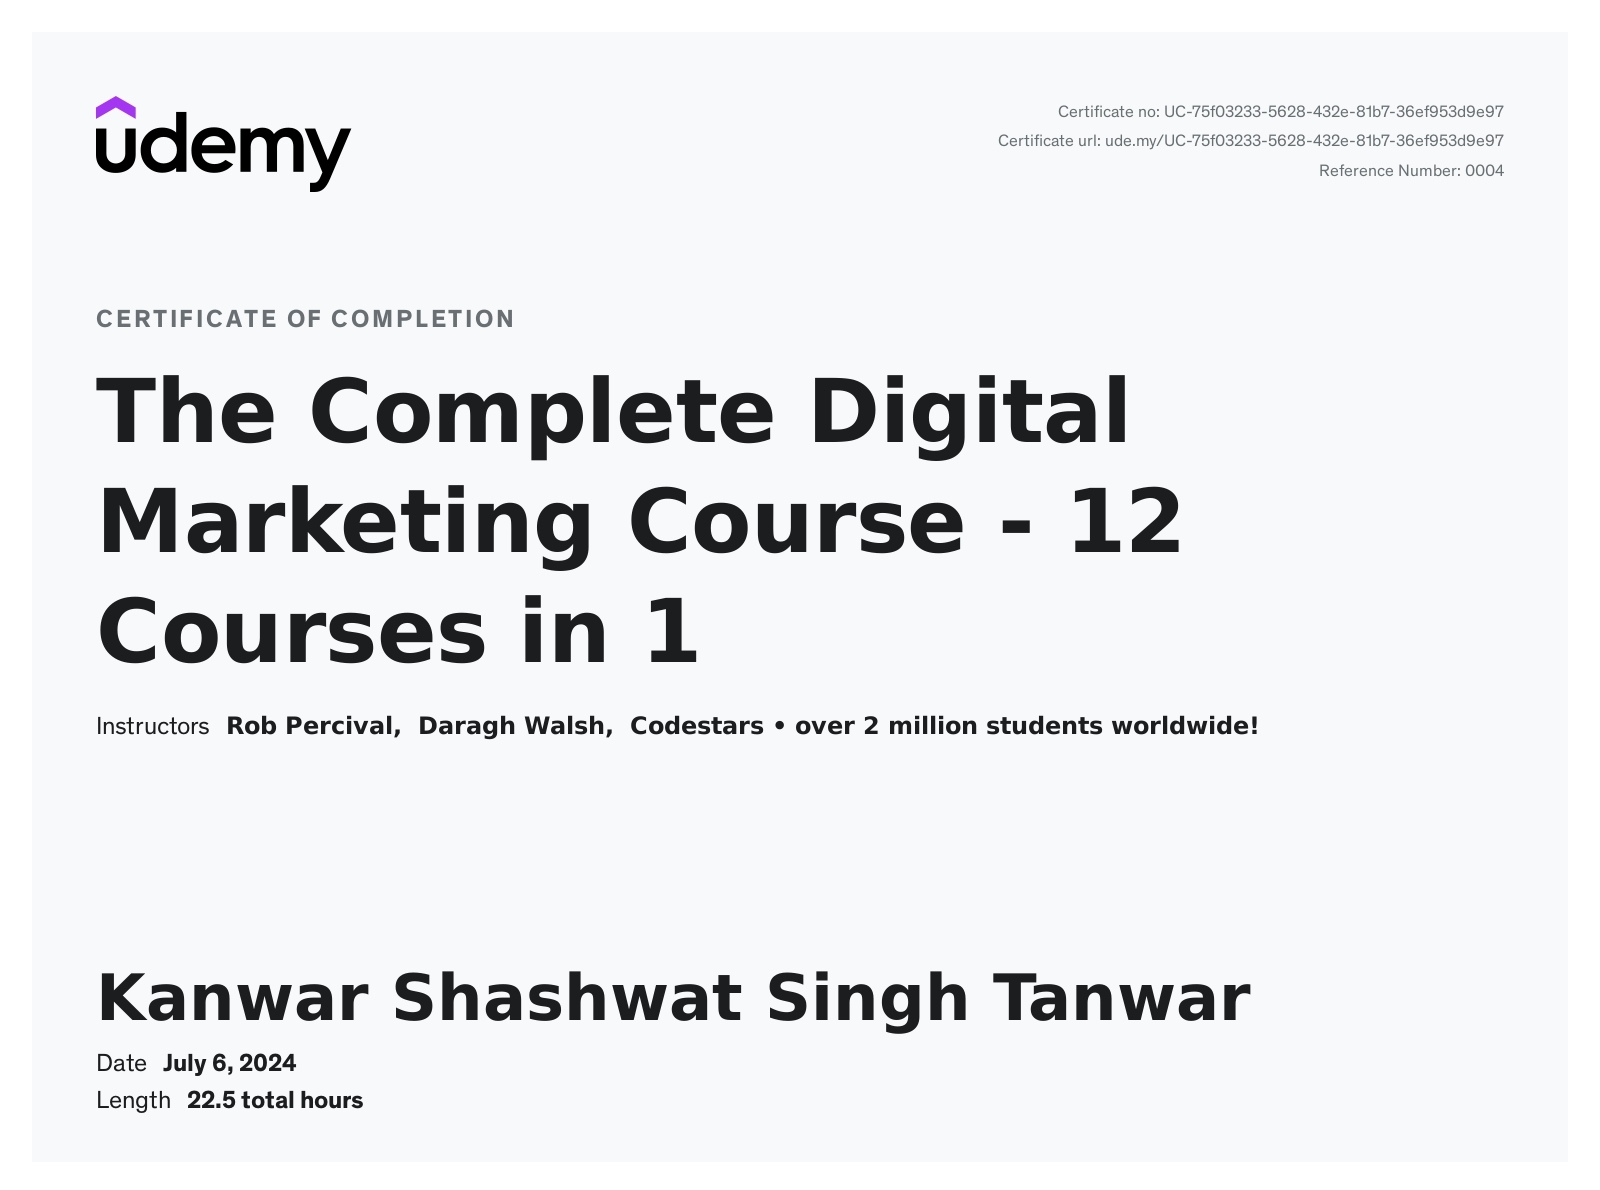 udemy
Certificate no: UC-75f03233-5628-432e-81b7-36ef953d9e97
Certificate url: ude.my/UC-75f03233-5628-432e-81b7-36ef953d9e97
Reference Number: 0004
CERTIFICATE OF COMPLETION
The Complete Digital
Marketing Course - 12
Courses in 1
Instructors Rob Percival, Daragh Walsh, Codestars • over 2 million students worldwide!
Kanwar Shashwat Singh Tanwar
Date July 6, 2024
Length 22.5 total hours